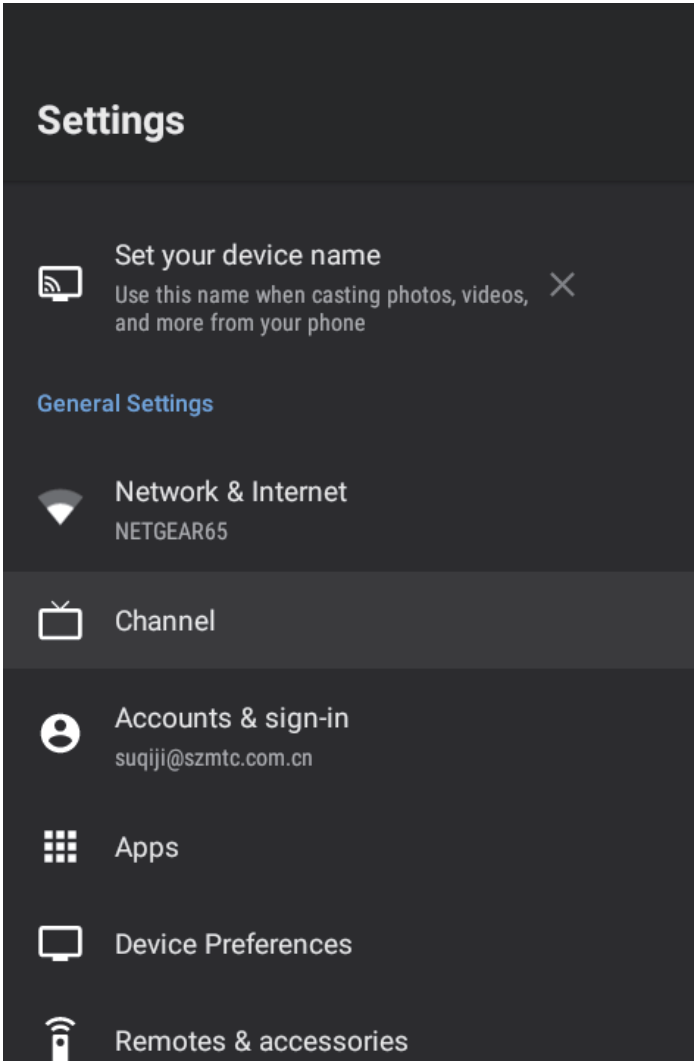 Settings
Set your device name
Use this name when casting photos, videos,
and more from your phone
General Settings
Network & Internet
NETGEAR65
Channel
Accounts & sign-in
suqiji@szmtc.com.cn
Apps
Device Preferences
Remotes & accessories